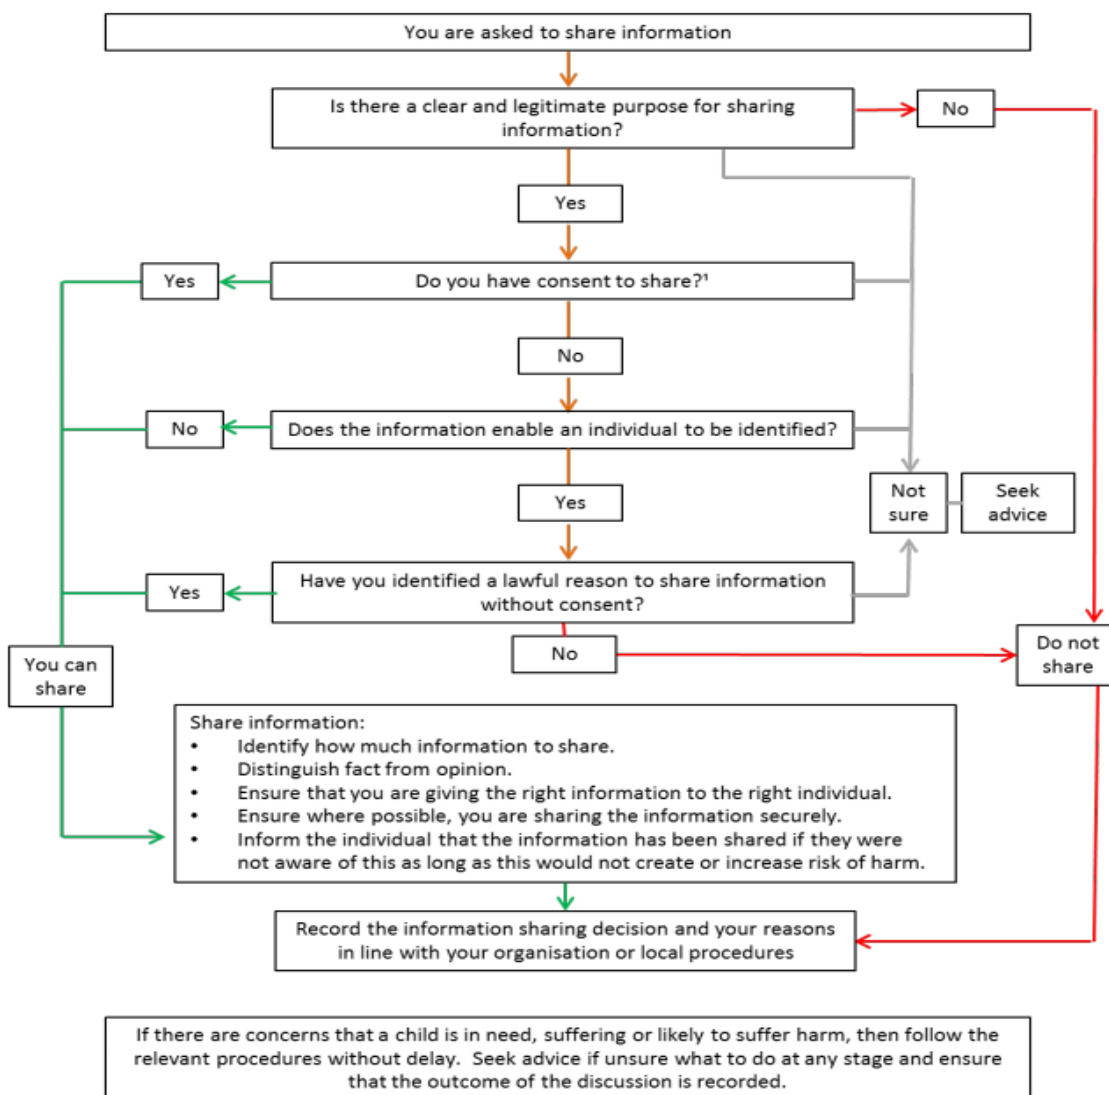 You are asked to share information
Is there a clear and legitimate purpose for sharing
information?
No
Yes
Yes
Do you have consent to share?¹
No
No
Does the information enable an individual to be identified?
Yes
Not
sure
Seek
advice
Yes
Have you identified a lawful reason to share information
without consent?
No
Do not
share
You can
share
Share information:
• Identify how much information to share.
• Distinguish fact from opinion.
• Ensure that you are giving the right information to the right individual.
• Ensure where possible, you are sharing the information securely.
• Inform the individual that the information has been shared if they were
not aware of this as long as this would not create or increase risk of harm.
Record the information sharing decision and your reasons
in line with your organisation or local procedures
If there are concerns that a child is in need, suffering or likely to suffer harm, then follow the
relevant procedures without delay.  Seek advice if unsure what to do at any stage and ensure
that the outcome of the discussion is recorded.